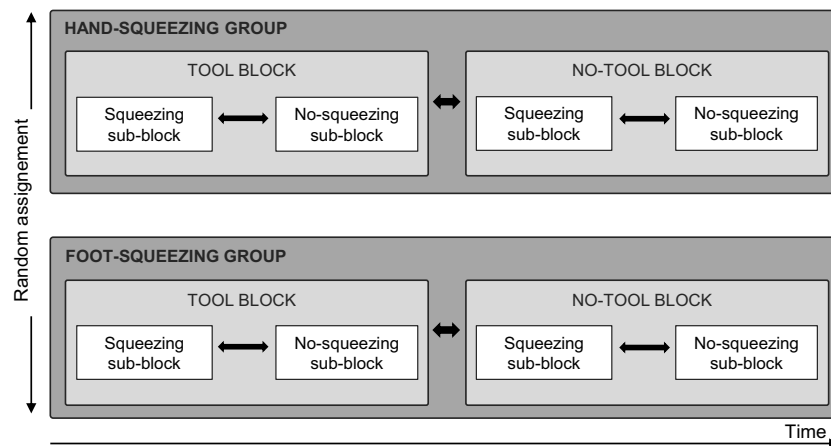 Random assignement
HAND-SQUEEZING GROUP
TOOL BLOCK
Squeezing
sub-block
No-squeezing
sub-block
NO-TOOL BLOCK
Squeezing
sub-block
No-squeezing
sub-block
FOOT-SQUEEZING GROUP
TOOL BLOCK
Squeezing
sub-block
No-squeezing
sub-block
NO-TOOL BLOCK
Squeezing
sub-block
No-squeezing
sub-block
Time